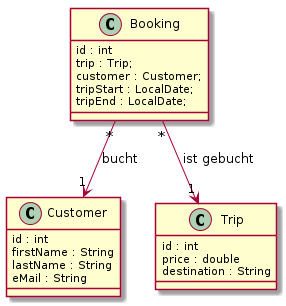 C Booking
id : int
trip : Trip;
customer : Customer;
tripStart : LocalDate;
tripEnd : LocalDate;
* *
bucht ist gebucht
1 1
C Customer
id : int
firstName : String
lastName : String
eMail : String
C Trip
id : int
price : double
destination : String